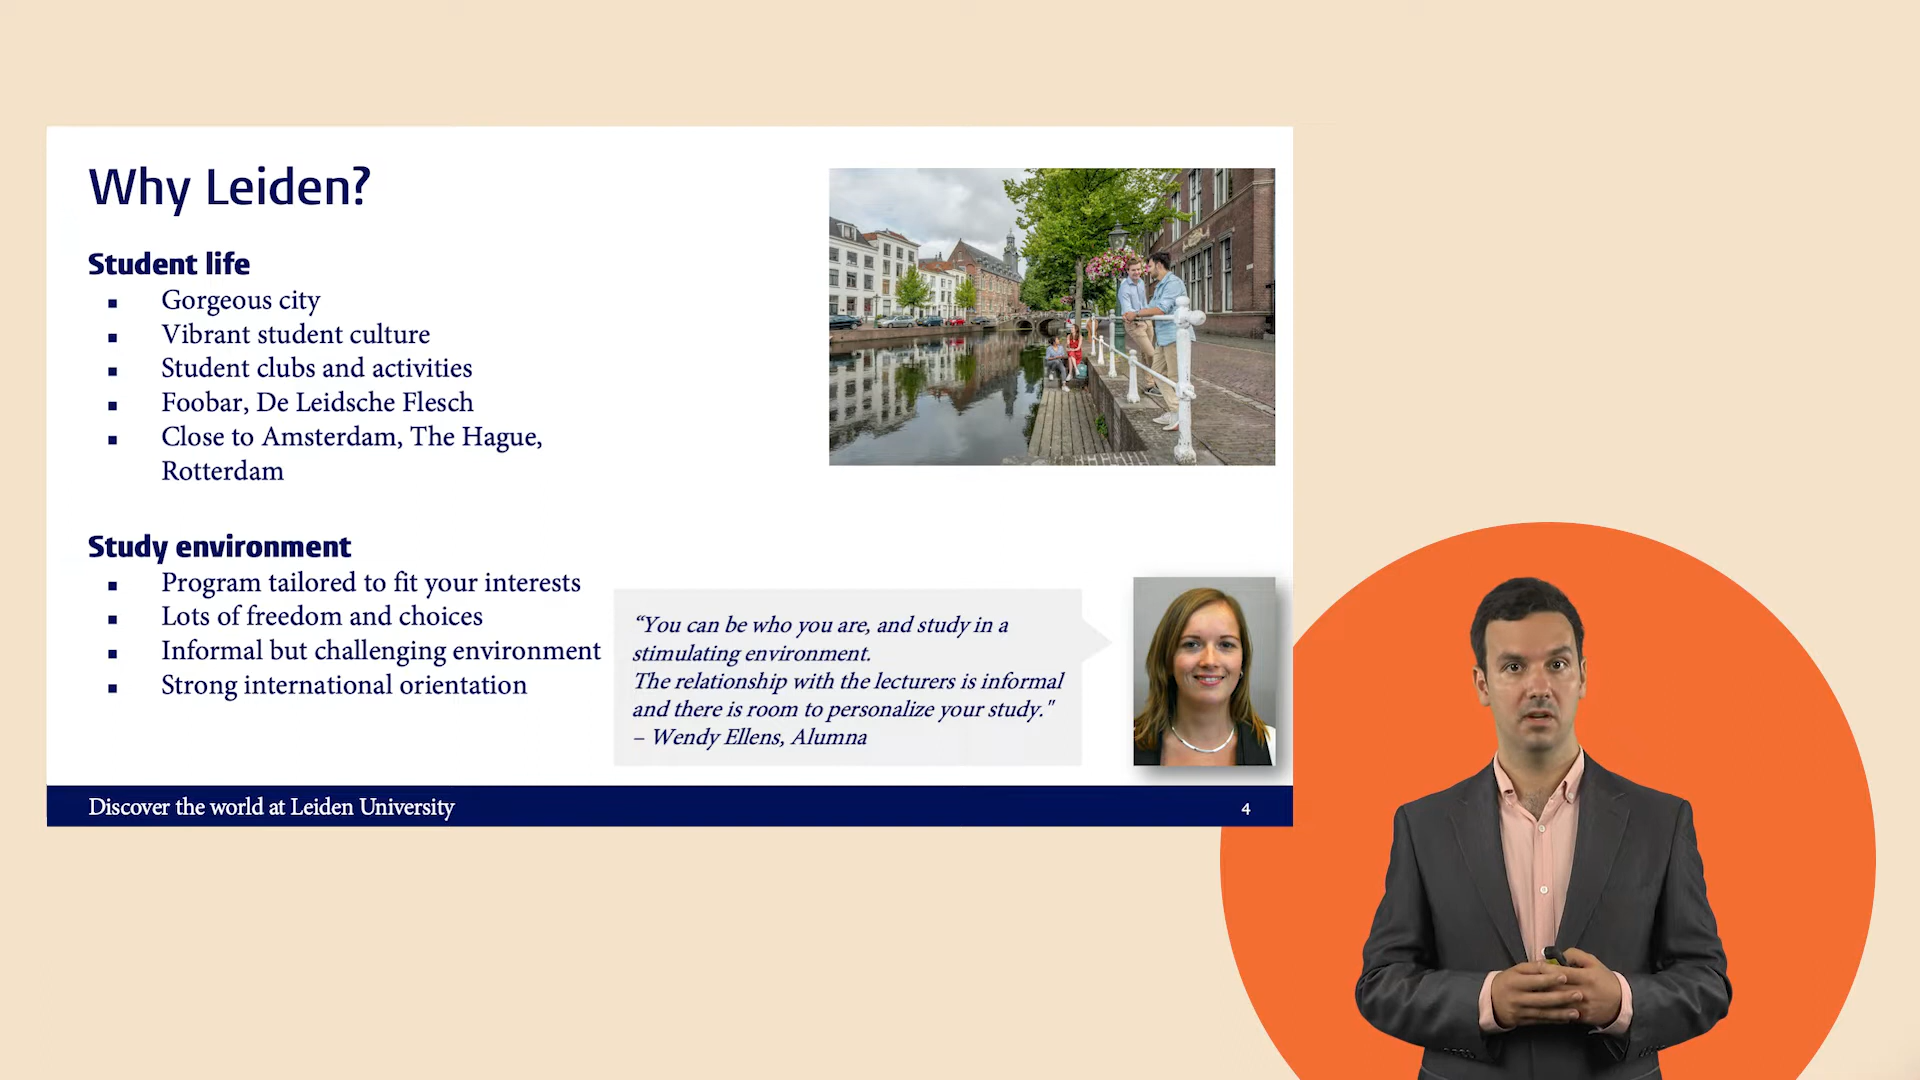 Why Leiden?
Student life
▪ Gorgeous city
▪ Vibrant student culture
▪ Student clubs and activities
▪ Foobar, De Leidsche Flesch
▪ Close to Amsterdam, The Hague,
Rotterdam
Study environment
▪ Program tailored to fit your interests
▪ Lots of freedom and choices
▪ Informal but challenging environment
▪ Strong international orientation
“You can be who you are, and study in a
stimulating environment.
The relationship with the lecturers is informal
and there is room to personalize your study."
– Wendy Ellens, Alumna
Discover the world at Leiden University
4